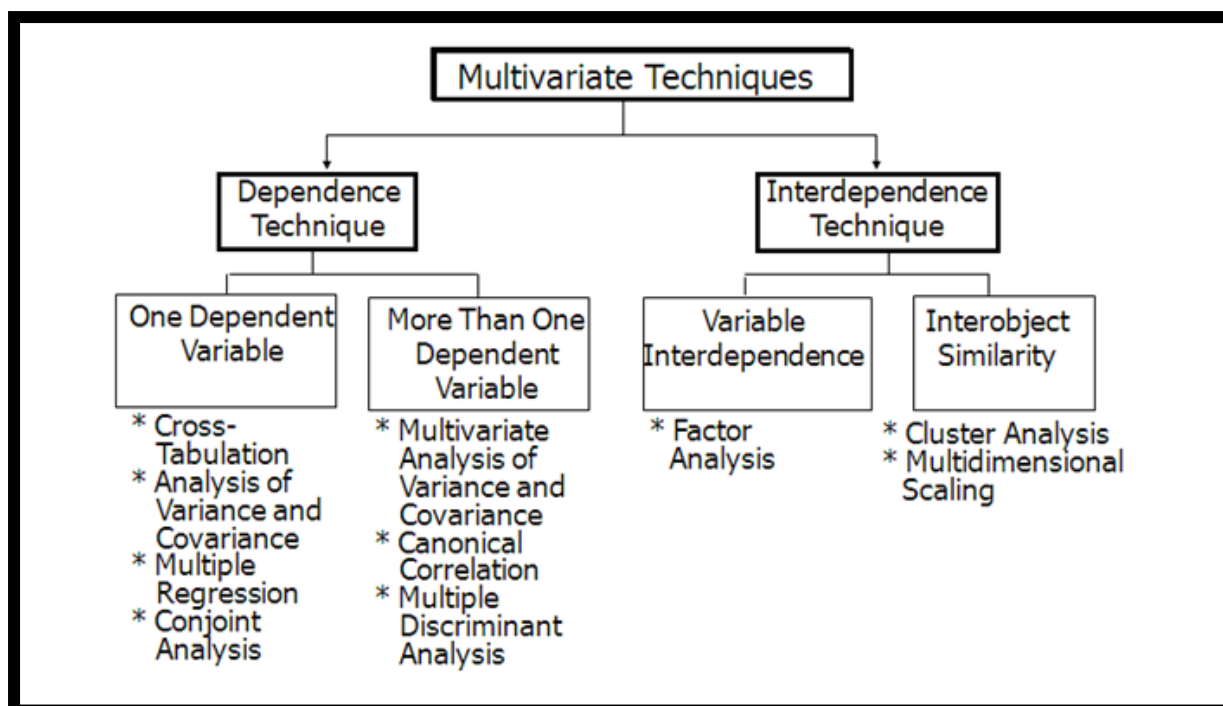 Multivariate Techniques
Dependence
Technique
Interdependence
Technique
One Dependent
Variable
More Than One
Dependent
Variable
Variable
Interdependence
Interobject
Similarity
* Cross-
Tabulation
* Analysis of
Variance and
Covariance
* Multiple
Regression
* Conjoint
Analysis
* Multivariate
Analysis of
Variance and
Covariance
* Canonical
Correlation
* Multiple
Discriminant
Analysis
* Factor
Analysis
* Cluster Analysis
* Multidimensional
Scaling